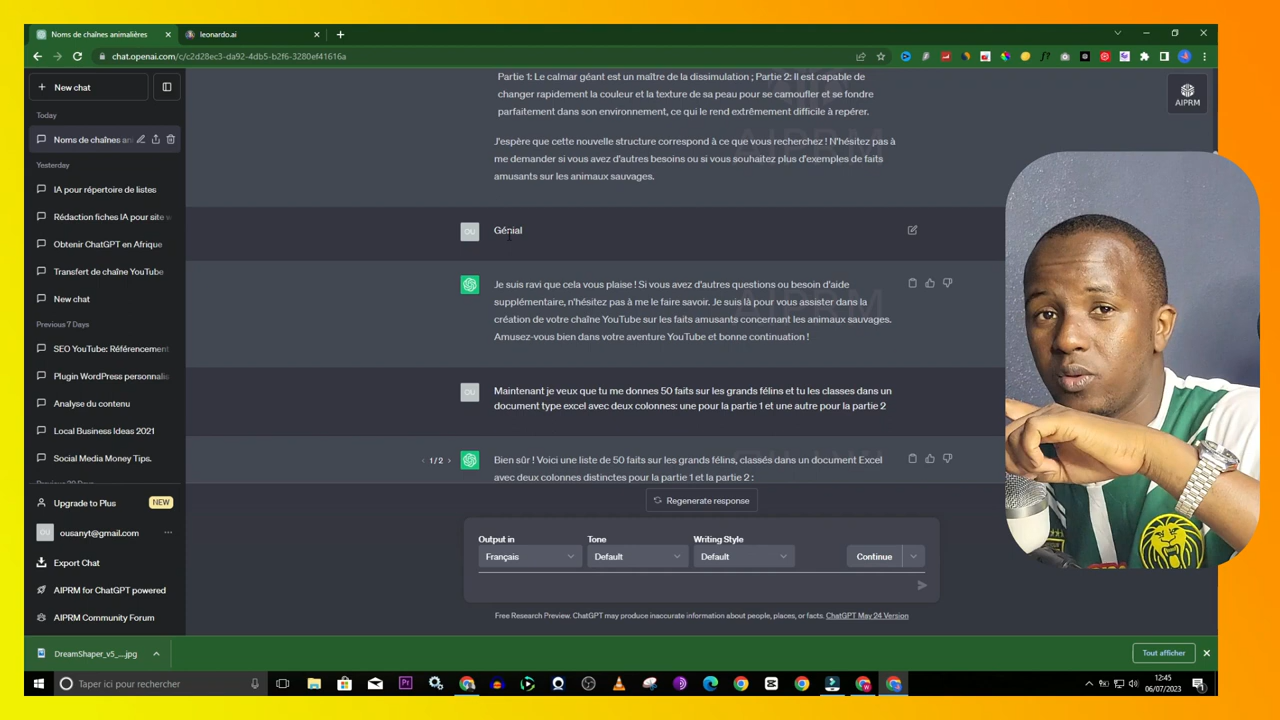 Noms de chaînes animalières
leonardo.ai
chat.openai.com/c/c2d28ec3-da92-4db5-b2f6-3280ef41616a
New chat
Today
Noms de chaînes an
Yesterday
IA pour répertoire de listes
Rédaction fiches IA pour site w
Obtenir ChatGPT en Afrique
Transfert de chaîne YouTube
New chat
Previous 7 Days
SEO YouTube: Référencement
Plugin WordPress personnalis
Analyse du contenu
Local Business Ideas 2021
Social Media Money Tips.
Upgrade to Plus
NEW
OU
ousanyt@gmail.com
Export Chat
AIPRM for ChatGPT powered
AIPRM Community Forum
Partie 1: Le calmar géant est un maître de la dissimulation ; Partie 2: Il est capable de
changer rapidement la couleur et la texture de sa peau pour se camoufler et se fondre
parfaitement dans son environnement, ce qui le rend extrêmement difficile à repérer.
J'espère que cette nouvelle structure correspond à ce que vous recherchez ! N'hésitez pas à
me demander si vous avez d'autres besoins ou si vous souhaitez plus d'exemples de faits
amusants sur les animaux sauvages.
AIPRM
OU
Génial
Je suis ravi que cela vous plaise ! Si vous avez d'autres questions ou besoin d'aide
supplémentaire, n'hésitez pas à me le faire savoir. Je suis là pour vous assister dans la
création de votre chaîne YouTube sur les faits amusants concernant les animaux sauvages.
Amusez-vous bien dans votre aventure YouTube et bonne continuation !
AIPRM
OU
Maintenant je veux que tu me donnes 50 faits sur les grands félins et tu les classes dans un
document type excel avec deux colonnes: une pour la partie 1 et une autre pour la partie 2
1/2
Bien sûr ! Voici une liste de 50 faits sur les grands félins, classés dans un document Excel
avec deux colonnes distinctes pour la partie 1 et la partie 2 :
Regenerate response
Output in
Tone
Writing Style
Français
Default
Default
Continue
Free Research Preview. ChatGPT may produce inaccurate information about people, places, or facts. ChatGPT May 24 Version
AIPRM
DreamShaper_v5_....jpg
Tout afficher
Taper ici pour rechercher
12:45
06/07/2023